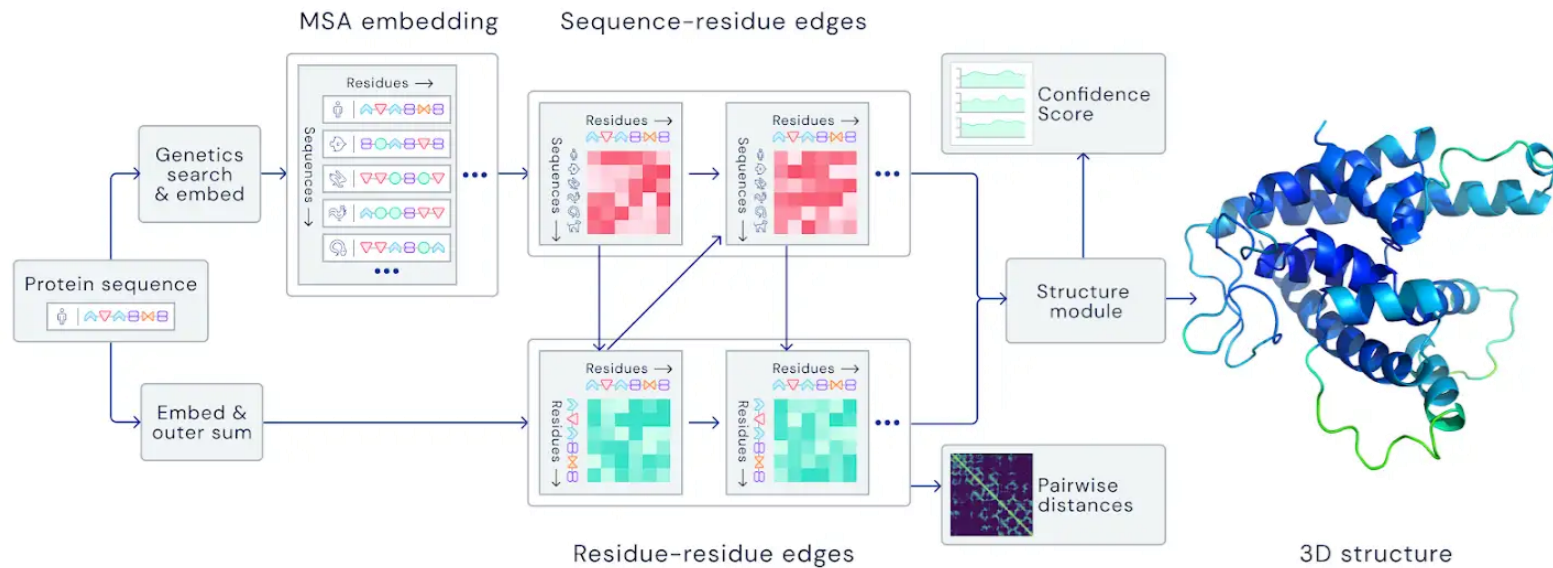 MSA embedding
Sequence-residue edges
Residues →
Sequences →
Genetics
search
& embed
Protein sequence
Embed &
outer sum
Residues →
Sequences →
Residues →
Sequences →
Residues →
Residues →
Residues →
Residues →
Confidence
Score
Structure
module
Pairwise
distances
Residue-residue edges
3D structure